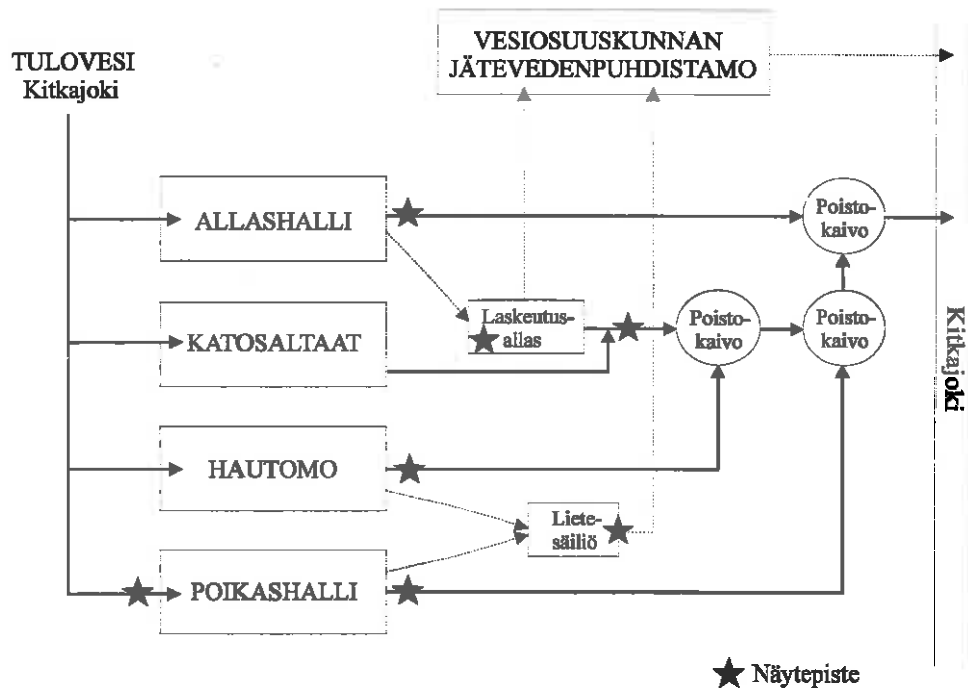 VESIOSUUSKUNNAN
JÄTEVEDENPUHDISTAMO
TULOVESI
Kitkajoki
ALLASHALLI
Poisto-
kaivo
KATOSALTAAT
Laskeutus-
allas
Poisto-
kaivo
Poisto-
kaivo
Kitkajoki
HAUTOMO
Liete-
säiliö
POIKASHALLI
Näytepiste